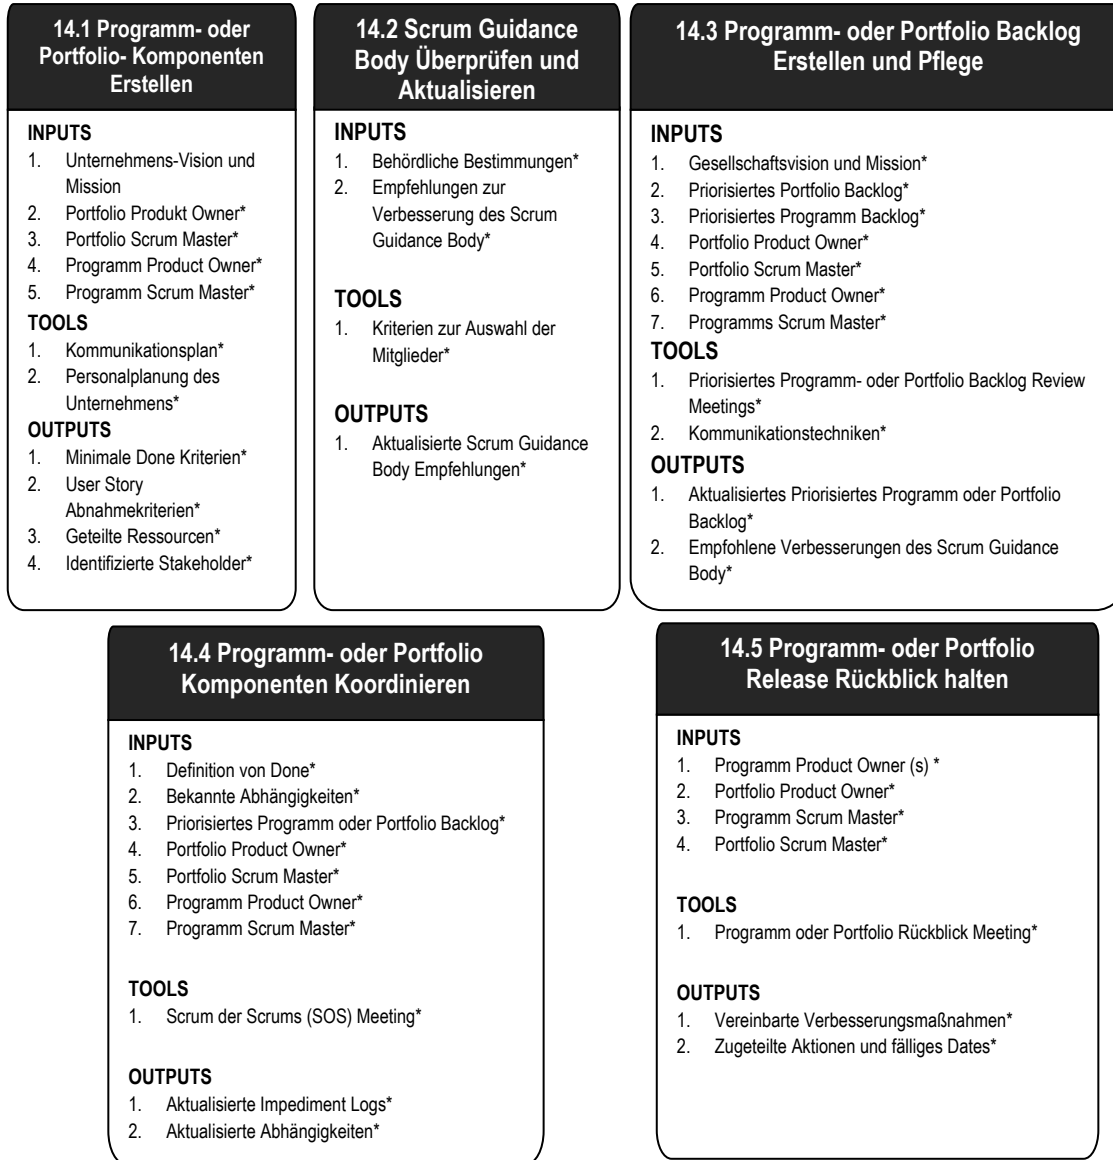 14.1 Programm- oder
Portfolio- Komponenten
Erstellen
INPUTS
1. Unternehmens-Vision und
Mission
2. Portfolio Produkt Owner*
3. Portfolio Scrum Master*
4. Programm Product Owner*
5. Programm Scrum Master*
TOOLS
1. Kommunikationsplan*
2. Personalplanung des
Unternehmens*
OUTPUTS
1. Minimale Done Kriterien*
2. User Story
Abnahmekriterien*
3. Geteilte Ressourcen*
4. Identifizierte Stakeholder*
14.2 Scrum Guidance
Body Überprüfen und
Aktualisieren
INPUTS
1. Behördliche Bestimmungen*
2. Empfehlungen zur
Verbesserung des Scrum
Guidance Body*
TOOLS
1. Kriterien zur Auswahl der
Mitglieder*
OUTPUTS
1. Aktualisierte Scrum Guidance
Body Empfehlungen*
14.3 Programm- oder Portfolio Backlog
Erstellen und Pflege
INPUTS
1. Gesellschaftsvision und Mission*
2. Priorisiertes Portfolio Backlog*
3. Priorisiertes Programm Backlog*
4. Portfolio Product Owner*
5. Portfolio Scrum Master*
6. Programm Product Owner*
7. Programms Scrum Master*
TOOLS
1. Priorisiertes Programm- oder Portfolio Backlog Review
Meetings*
2. Kommunikationstechniken*
OUTPUTS
1. Aktualisiertes Priorisiertes Programm oder Portfolio
Backlog*
2. Empfohlene Verbesserungen des Scrum Guidance
Body*
14.4 Programm- oder Portfolio
Komponenten Koordinieren
INPUTS
1. Definition von Done*
2. Bekannte Abhängigkeiten*
3. Priorisiertes Programm oder Portfolio Backlog*
4. Portfolio Product Owner*
5. Portfolio Scrum Master*
6. Programm Product Owner*
7. Programm Scrum Master*
TOOLS
1. Scrum der Scrums (SOS) Meeting*
OUTPUTS
1. Aktualisierte Impediment Logs*
2. Aktualisierte Abhängigkeiten*
14.5 Programm- oder Portfolio
Release Rückblick halten
INPUTS
1. Programm Product Owner (s) *
2. Portfolio Product Owner*
3. Programm Scrum Master*
4. Portfolio Scrum Master*
TOOLS
1. Programm oder Portfolio Rückblick Meeting*
OUTPUTS
1. Vereinbarte Verbesserungsmaßnahmen*
2. Zugeteilte Aktionen und fälliges Dates*